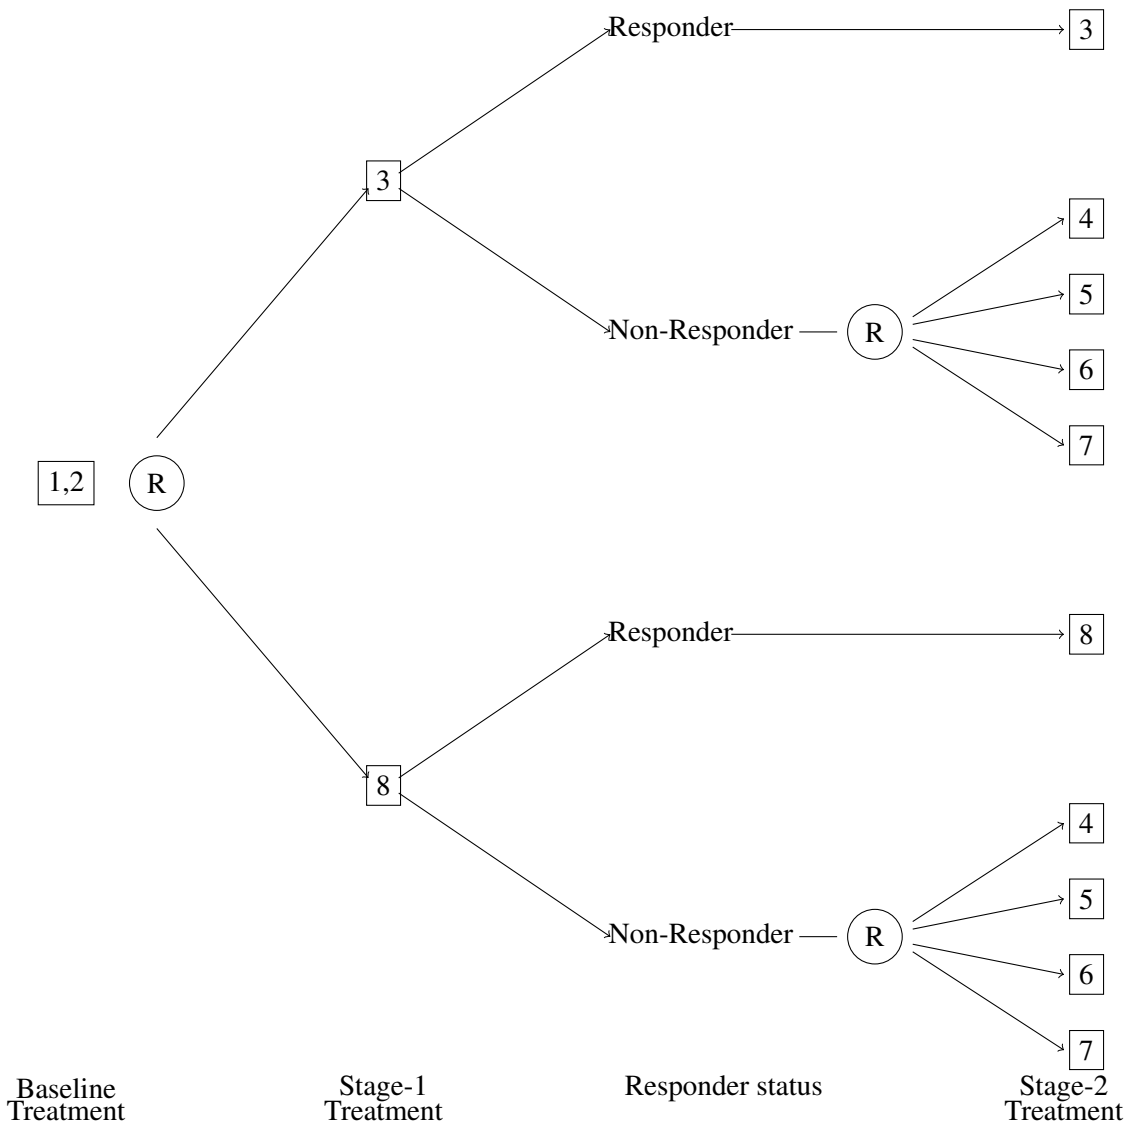 Responder
3
3
4
5
Non-Responder
R
6
7
1,2
R
Responder
8
8
4
5
Non-Responder
R
6
7
Baseline
Treatment
Stage-1
Treatment
Responder status
Stage-2
Treatment